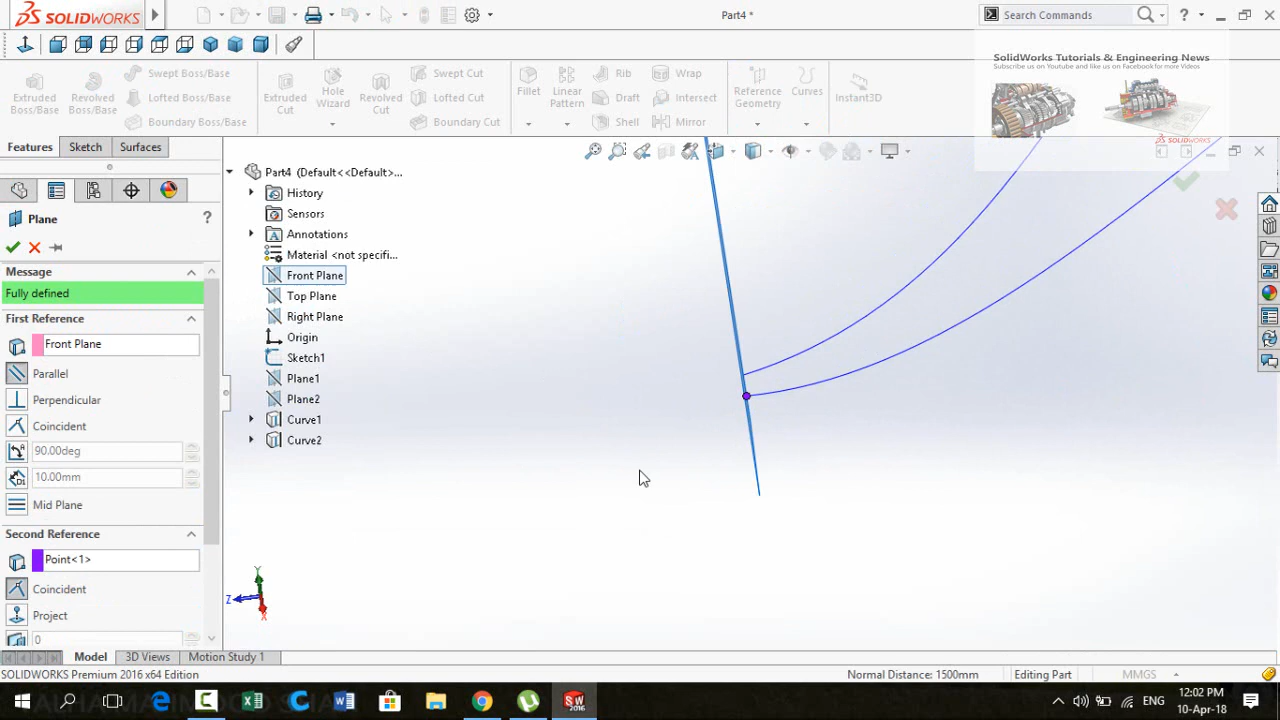 SOLIDWORKS
Part4 *
Search Commands
?
SolidWorks Tutorials & Engineering News
Subscribe us on Youtube and like us on Facebook for more Videos
SOLIDWORKS
Extruded Boss/Base
Revolved Boss/Base
Swept Boss/Base
Lofted Boss/Base
Boundary Boss/Base
Extruded Cut
Hole Wizard
Revolved Cut
Swept Cut
Lofted Cut
Boundary Cut
Fillet
Linear Pattern
Rib
Draft
Shell
Wrap
Intersect
Mirror
Reference Geometry
Curves
Instant3D
Features
Sketch
Surfaces
Plane
?
Message
Fully defined
First Reference
Front Plane
Parallel
Perpendicular
Coincident
90.00deg
10.00mm
Mid Plane
Second Reference
Point<1>
Coincident
Project
0
Part4 (Default<<Default>...
History
Sensors
Annotations
Material <not specifi...
Front Plane
Top Plane
Right Plane
Origin
Sketch1
Plane1
Plane2
Curve1
Curve2
Y
Z
X
Model
3D Views
Motion Study 1
SOLIDWORKS Premium 2016 x64 Edition
Normal Distance: 1500mm
Editing Part
MMGS
ENG
12:02 PM
10-Apr-18